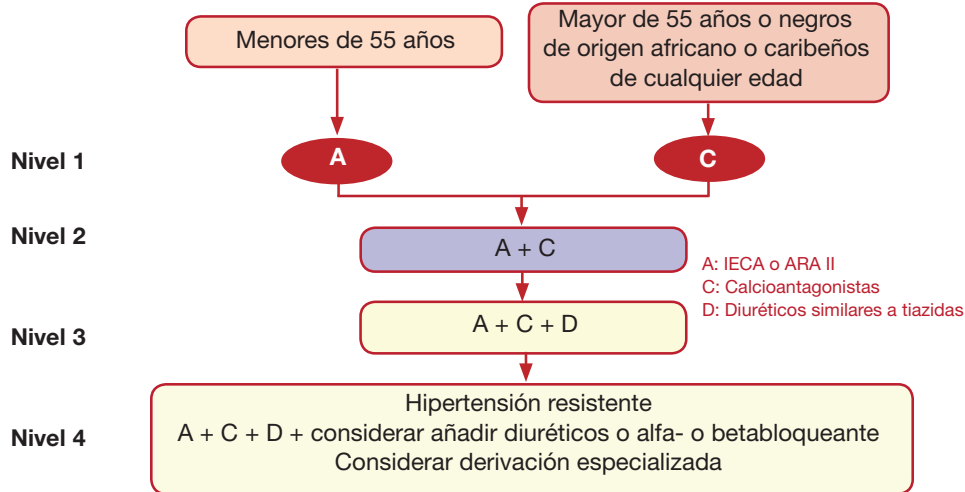 Menores de 55 años
Mayor de 55 años o negros
de origen africano o caribeños
de cualquier edad
Nivel 1
A
C
Nivel 2
A + C
A: IECA o ARA II
C: Calcioantagonistas
D: Diuréticos similares a tiazidas
Nivel 3
A + C + D
Nivel 4
Hipertensión resistente
A + C + D + considerar añadir diuréticos o alfa- o betabloqueante
Considerar derivación especializada